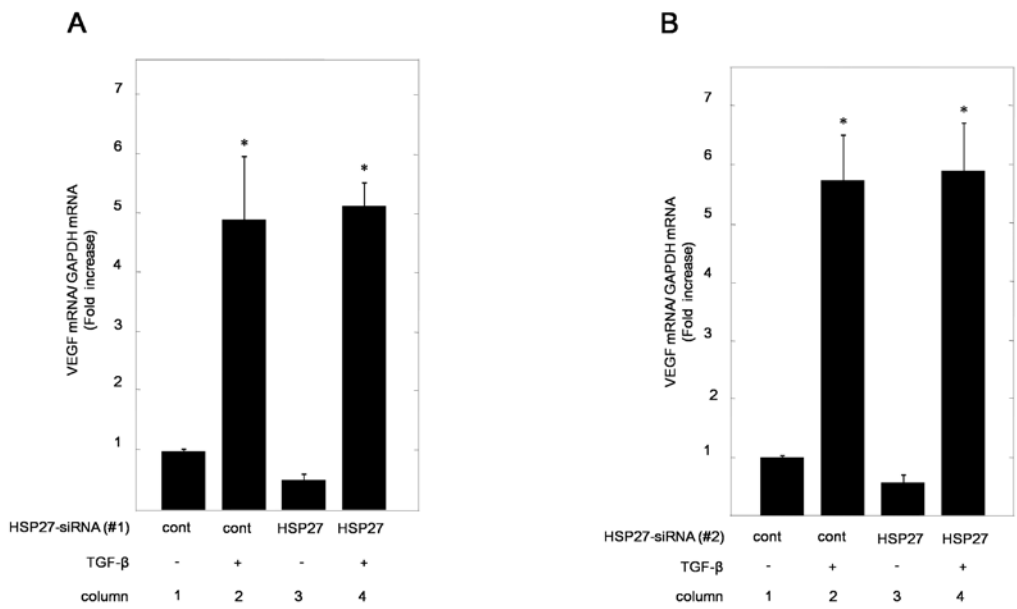 A
VEGF mRNA/GAPDH mRNA
(Fold increase)
7
6
5
4
3
2
1
*
*
HSP27-siRNA (#1) cont cont HSP27 HSP27
TGF-β - + - +
column 1 2 3 4
B
VEGF mRNA/GAPDH mRNA
(Fold increase)
7
6
5
4
3
2
1
*
*
HSP27-siRNA (#2) cont cont HSP27 HSP27
TGF-β - + - +
column 1 2 3 4